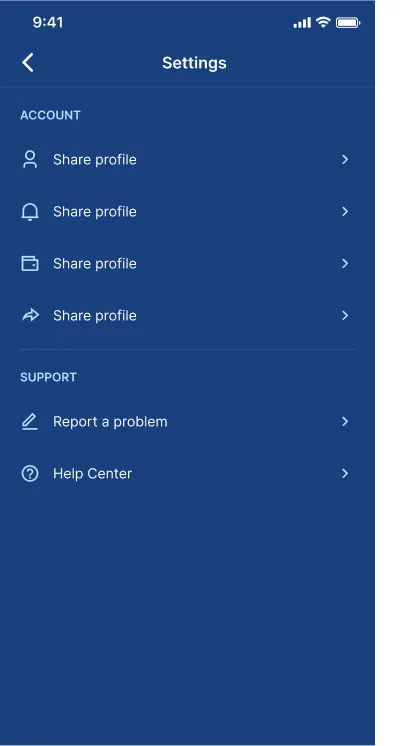 9:41
Settings
ACCOUNT
Share profile
Share profile
Share profile
Share profile
SUPPORT
Report a problem
Help Center